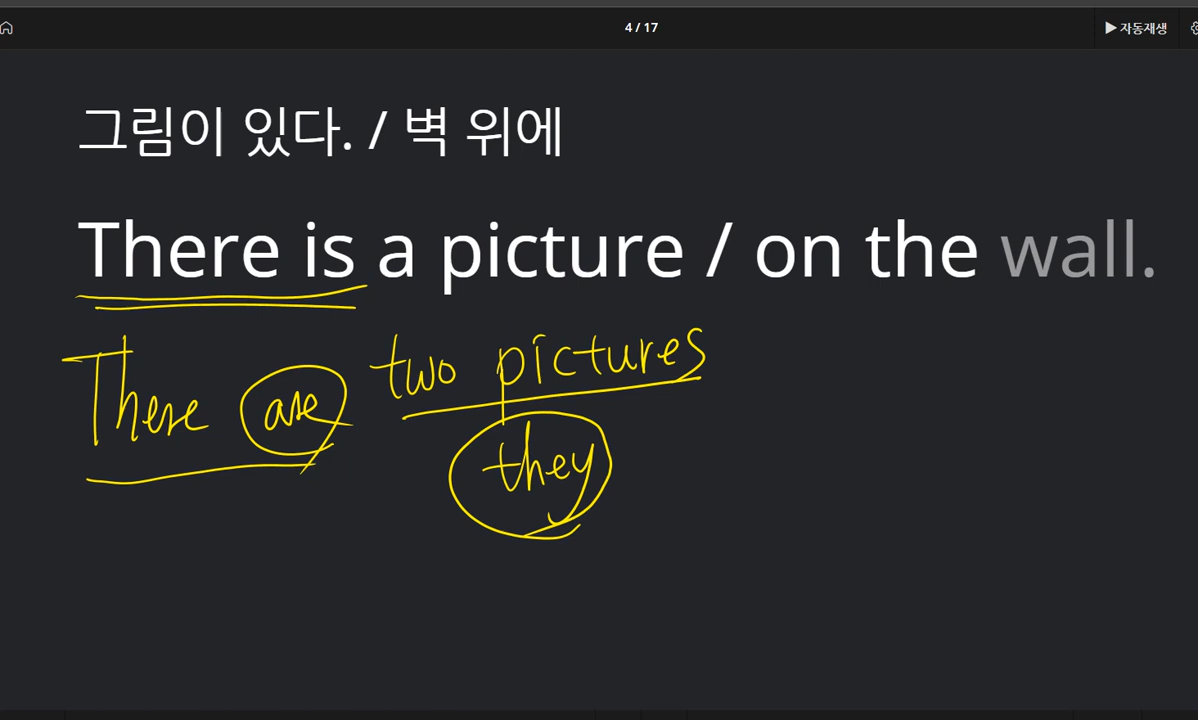 4 / 17
▶ 자동재생
그림이 있다. / 벽 위에
There is a picture / on the wall.
There are two pictures
they